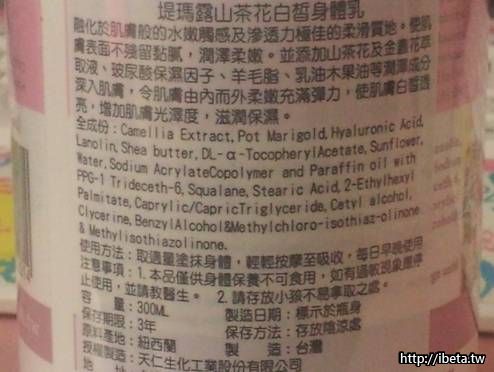 堤瑪露山茶花白皙身體乳
融化於肌膚般的水嫩觸感及滲透力極佳的柔滑質地。使肌
膚表面不殘留黏膩，潤澤柔嫩。並添加山茶花及金盞花萃
取液、玻尿酸保濕因子、羊毛脂、乳油木果油等潤澤成分
深入肌膚，令肌膚由內而外柔嫩充滿彈力，使肌膚白皙透
亮，增加肌膚光澤度，滋潤保濕。
全成份：Camellia Extract,Pot Marigold,Hyaluronic Acid,
Lanolin,Shea butter,DL-α-TocopherylAcetate,Sunflower,
Water,Sodium AcrylateCopolymer and Paraffin oil with
PPG-1 Trideceth-6,Squalane,Stearic Acid,2-Ethylhexyl
Palmitate,Caprylic/CapricTriglyceride,Cetyl alcohol,
Clycerine,BenzylAlcohol&Methylchloro-isothiaz-olinone
&Methylisothiazolinone.
使用方法：取適量塗抹身體，輕輕按摩至吸收，每日早晚使用
注意事項：1.本品僅供身體保養不可食用，如有過敏現象應停
止使用，並請教醫生。 2.請存放小孩不易拿取之處。
容　　量：300ML　製造日期：標示於瓶身
保存期限：3年　保存方法：存放陰涼處
原料產地：紐西蘭　製　　造：台灣
授權製造：天仁生化工業股份有限公司
http://ibeta.tw